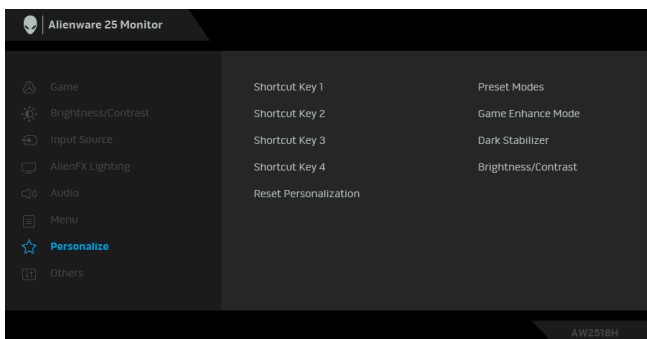 Alienware 25 Monitor
Game
Brightness/Contrast
Input Source
AlienFX Lighting
Audio
Menu
Personalize
Others
Shortcut Key 1 Preset Modes
Shortcut Key 2 Game Enhance Mode
Shortcut Key 3 Dark Stabilizer
Shortcut Key 4 Brightness/Contrast
Reset Personalization
AW2518H